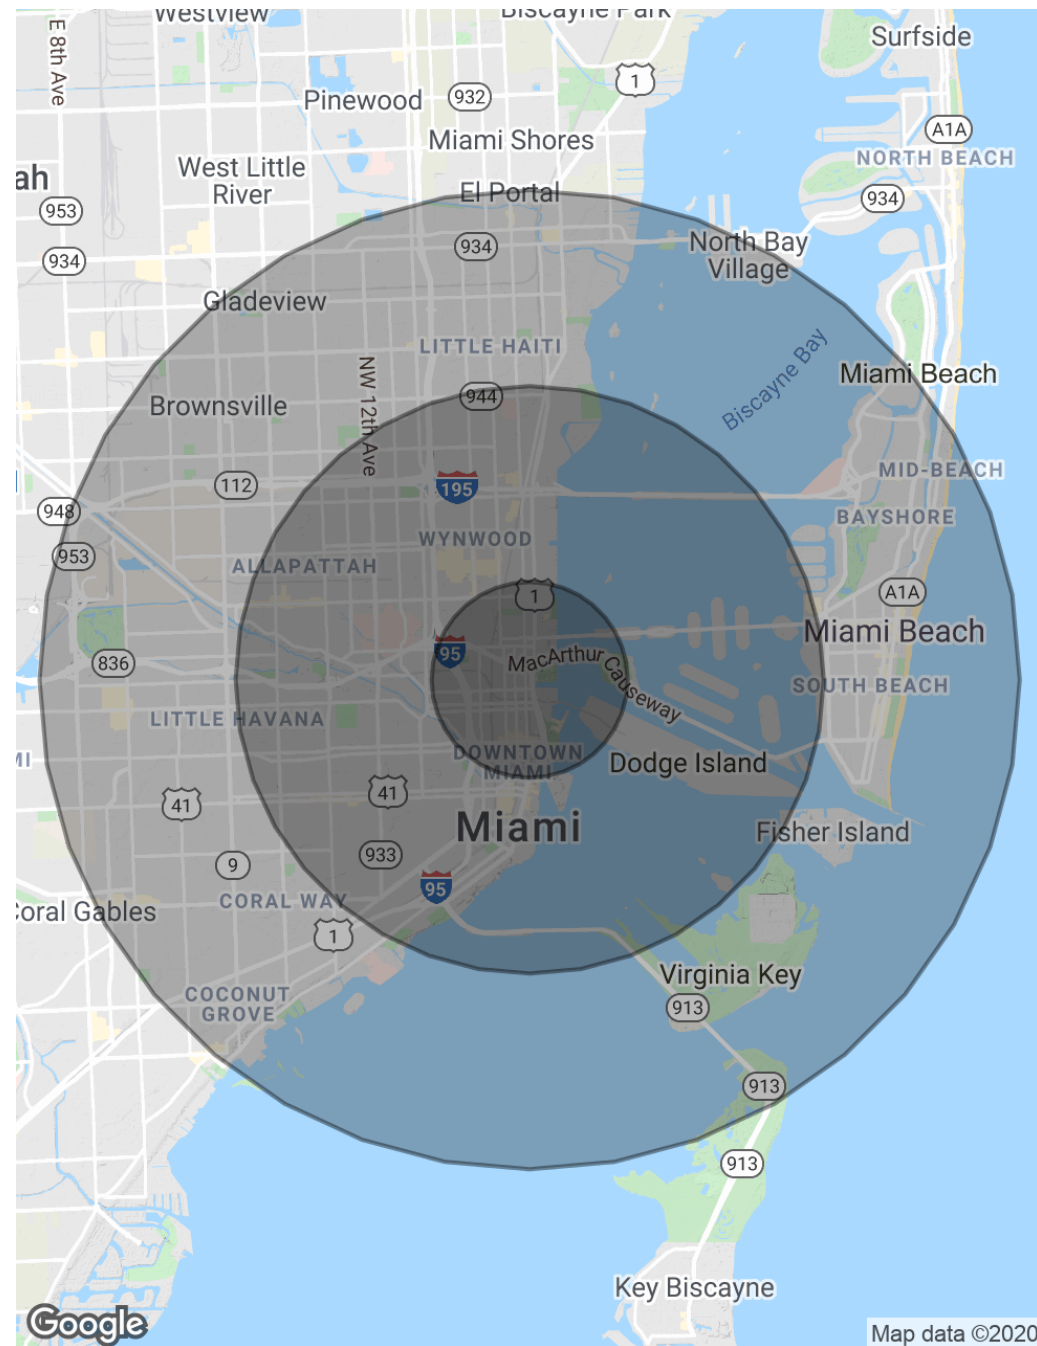 Westview
Biscayne Park
E 8th Ave
Surfside
1
Pinewood
932
A1A
Miami Shores
NORTH BEACH
West Little
River
ah
El Portal
934
953
934
North Bay
Village
934
Gladeview
LITTLE HAITI
Biscayne Bay
Miami Beach
NW 12th Ave
944
Brownsville
MID-BEACH
112
195
948
BAYSHORE
WYNWOOD
953
ALLAPATTAH
1
A1A
Miami Beach
95
836
MacArthur Causeway
SOUTH BEACH
LITTLE HAVANA
DOWNTOWN
MIAMI
MI
Dodge Island
41
41
Miami
Fisher Island
933
9
95
CORAL WAY
Coral Gables
1
Virginia Key
COCONUT
GROVE
913
913
913
Key Biscayne
Google
Map data ©2020